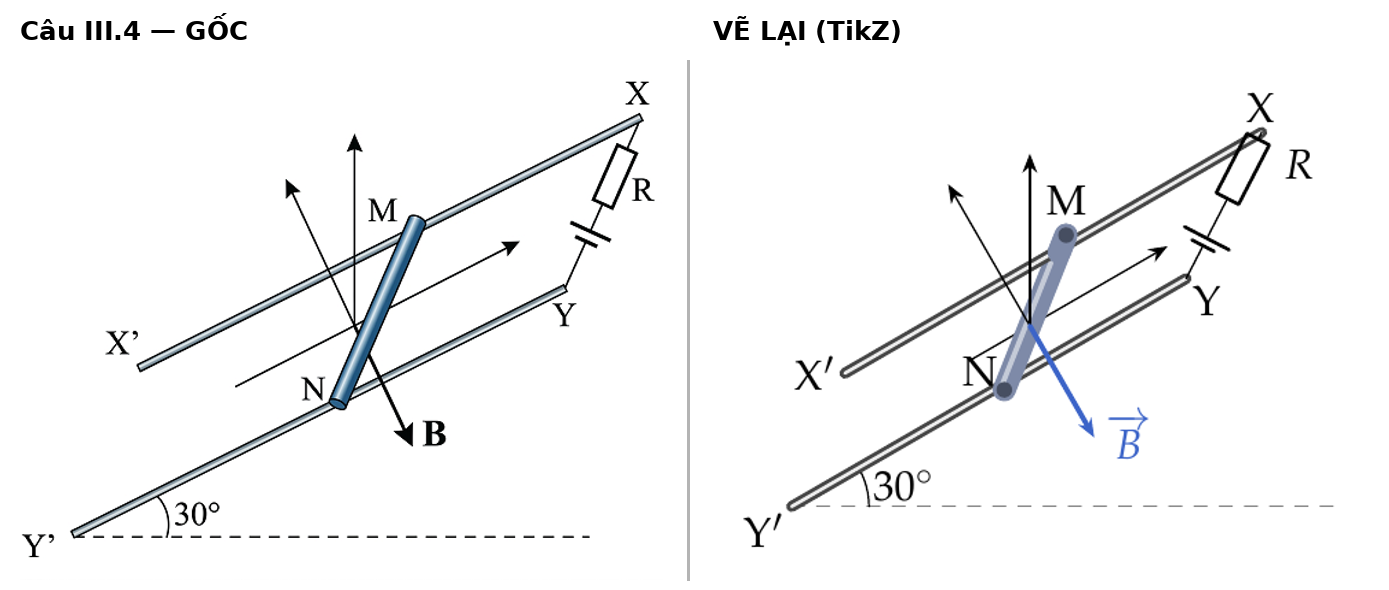 Câu III.4 — GỐC
X
M
R
X’
Y
N
B
30°
Y’
VẼ LẠI (TikZ)
X
R
M
Y
X′
N
B
30°
Y′